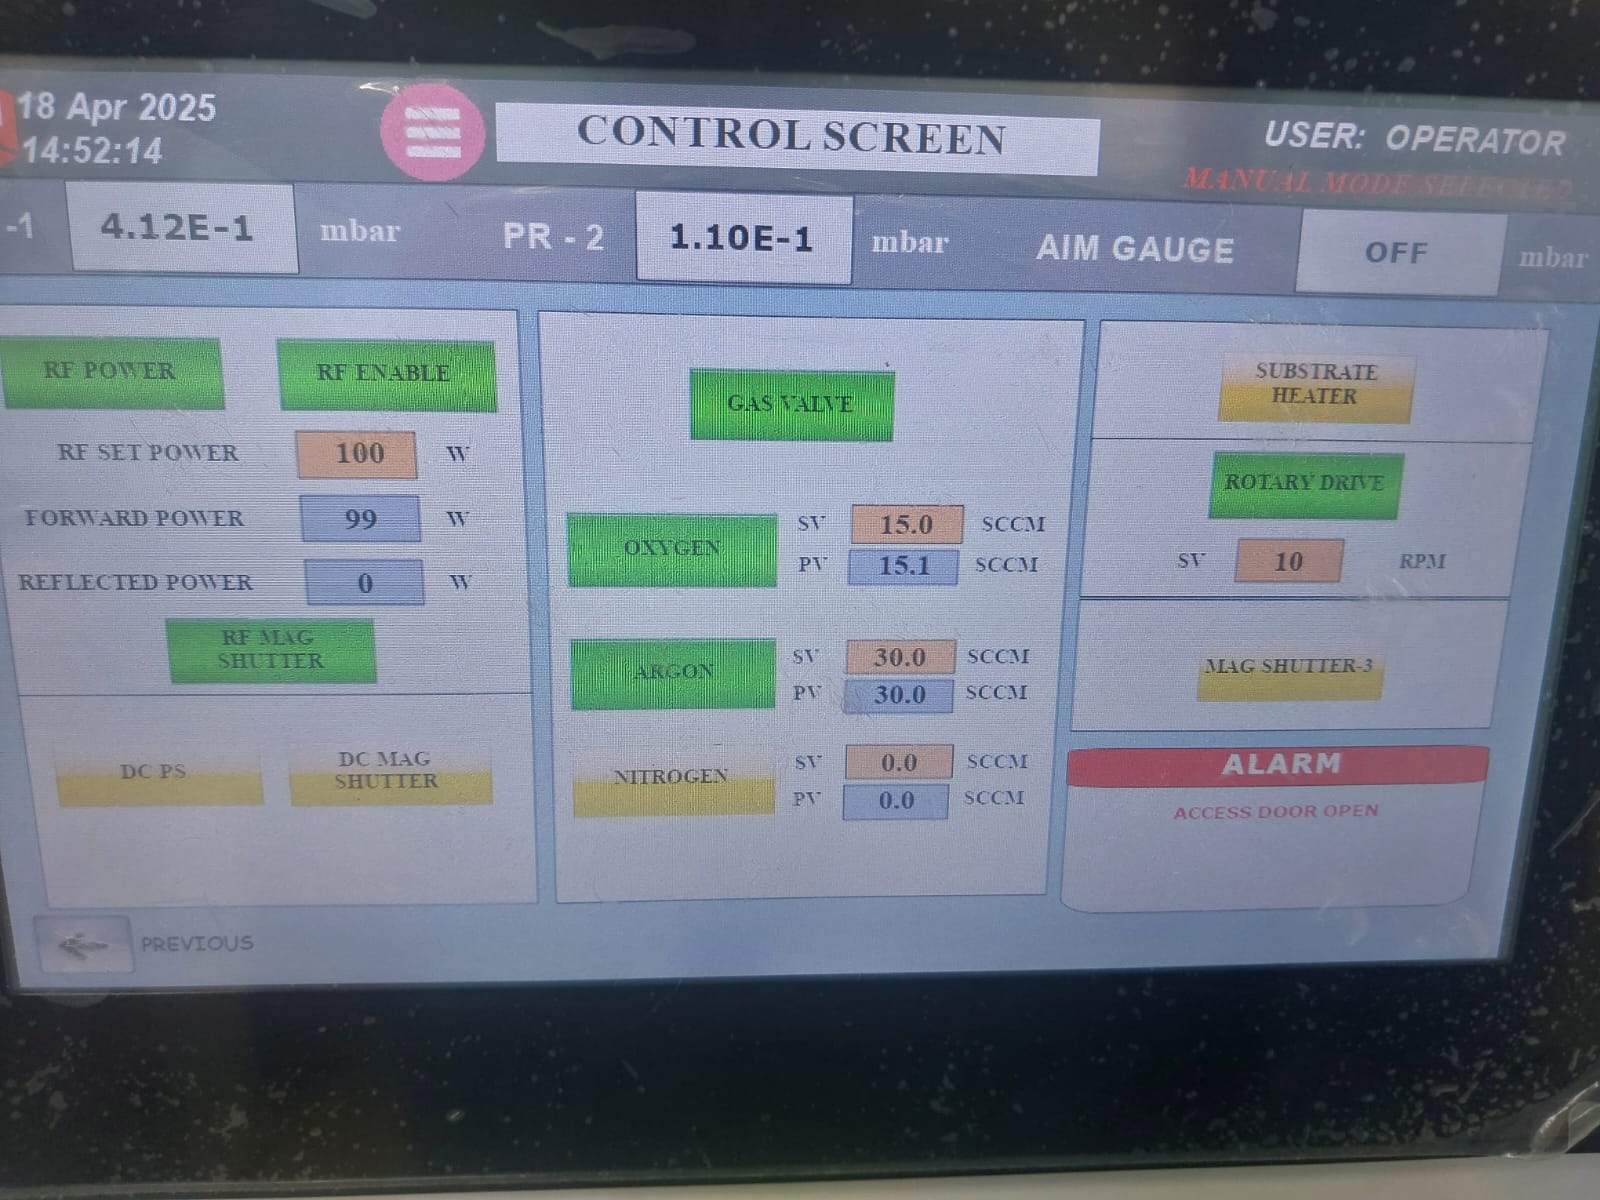 18 Apr 2025
14:52:14
CONTROL SCREEN
USER: OPERATOR
MANUAL MODE SELECTED
-1 4.12E-1 mbar PR - 2 1.10E-1 mbar AIM GAUGE OFF mbar
RF POWER RF ENABLE
RF SET POWER 100 W
FORWARD POWER 99 W
REFLECTED POWER 0 W
RF MAG
SHUTTER
DC PS
DC MAG
SHUTTER
GAS VALVE
OXYGEN
SV 15.0 SCCM
PV 15.1 SCCM
ARGON
SV 30.0 SCCM
PV 30.0 SCCM
NITROGEN
SV 0.0 SCCM
PV 0.0 SCCM
SUBSTRATE
HEATER
ROTARY DRIVE
SV 10 RPM
MAG SHUTTER-3
ALARM
ACCESS DOOR OPEN
PREVIOUS